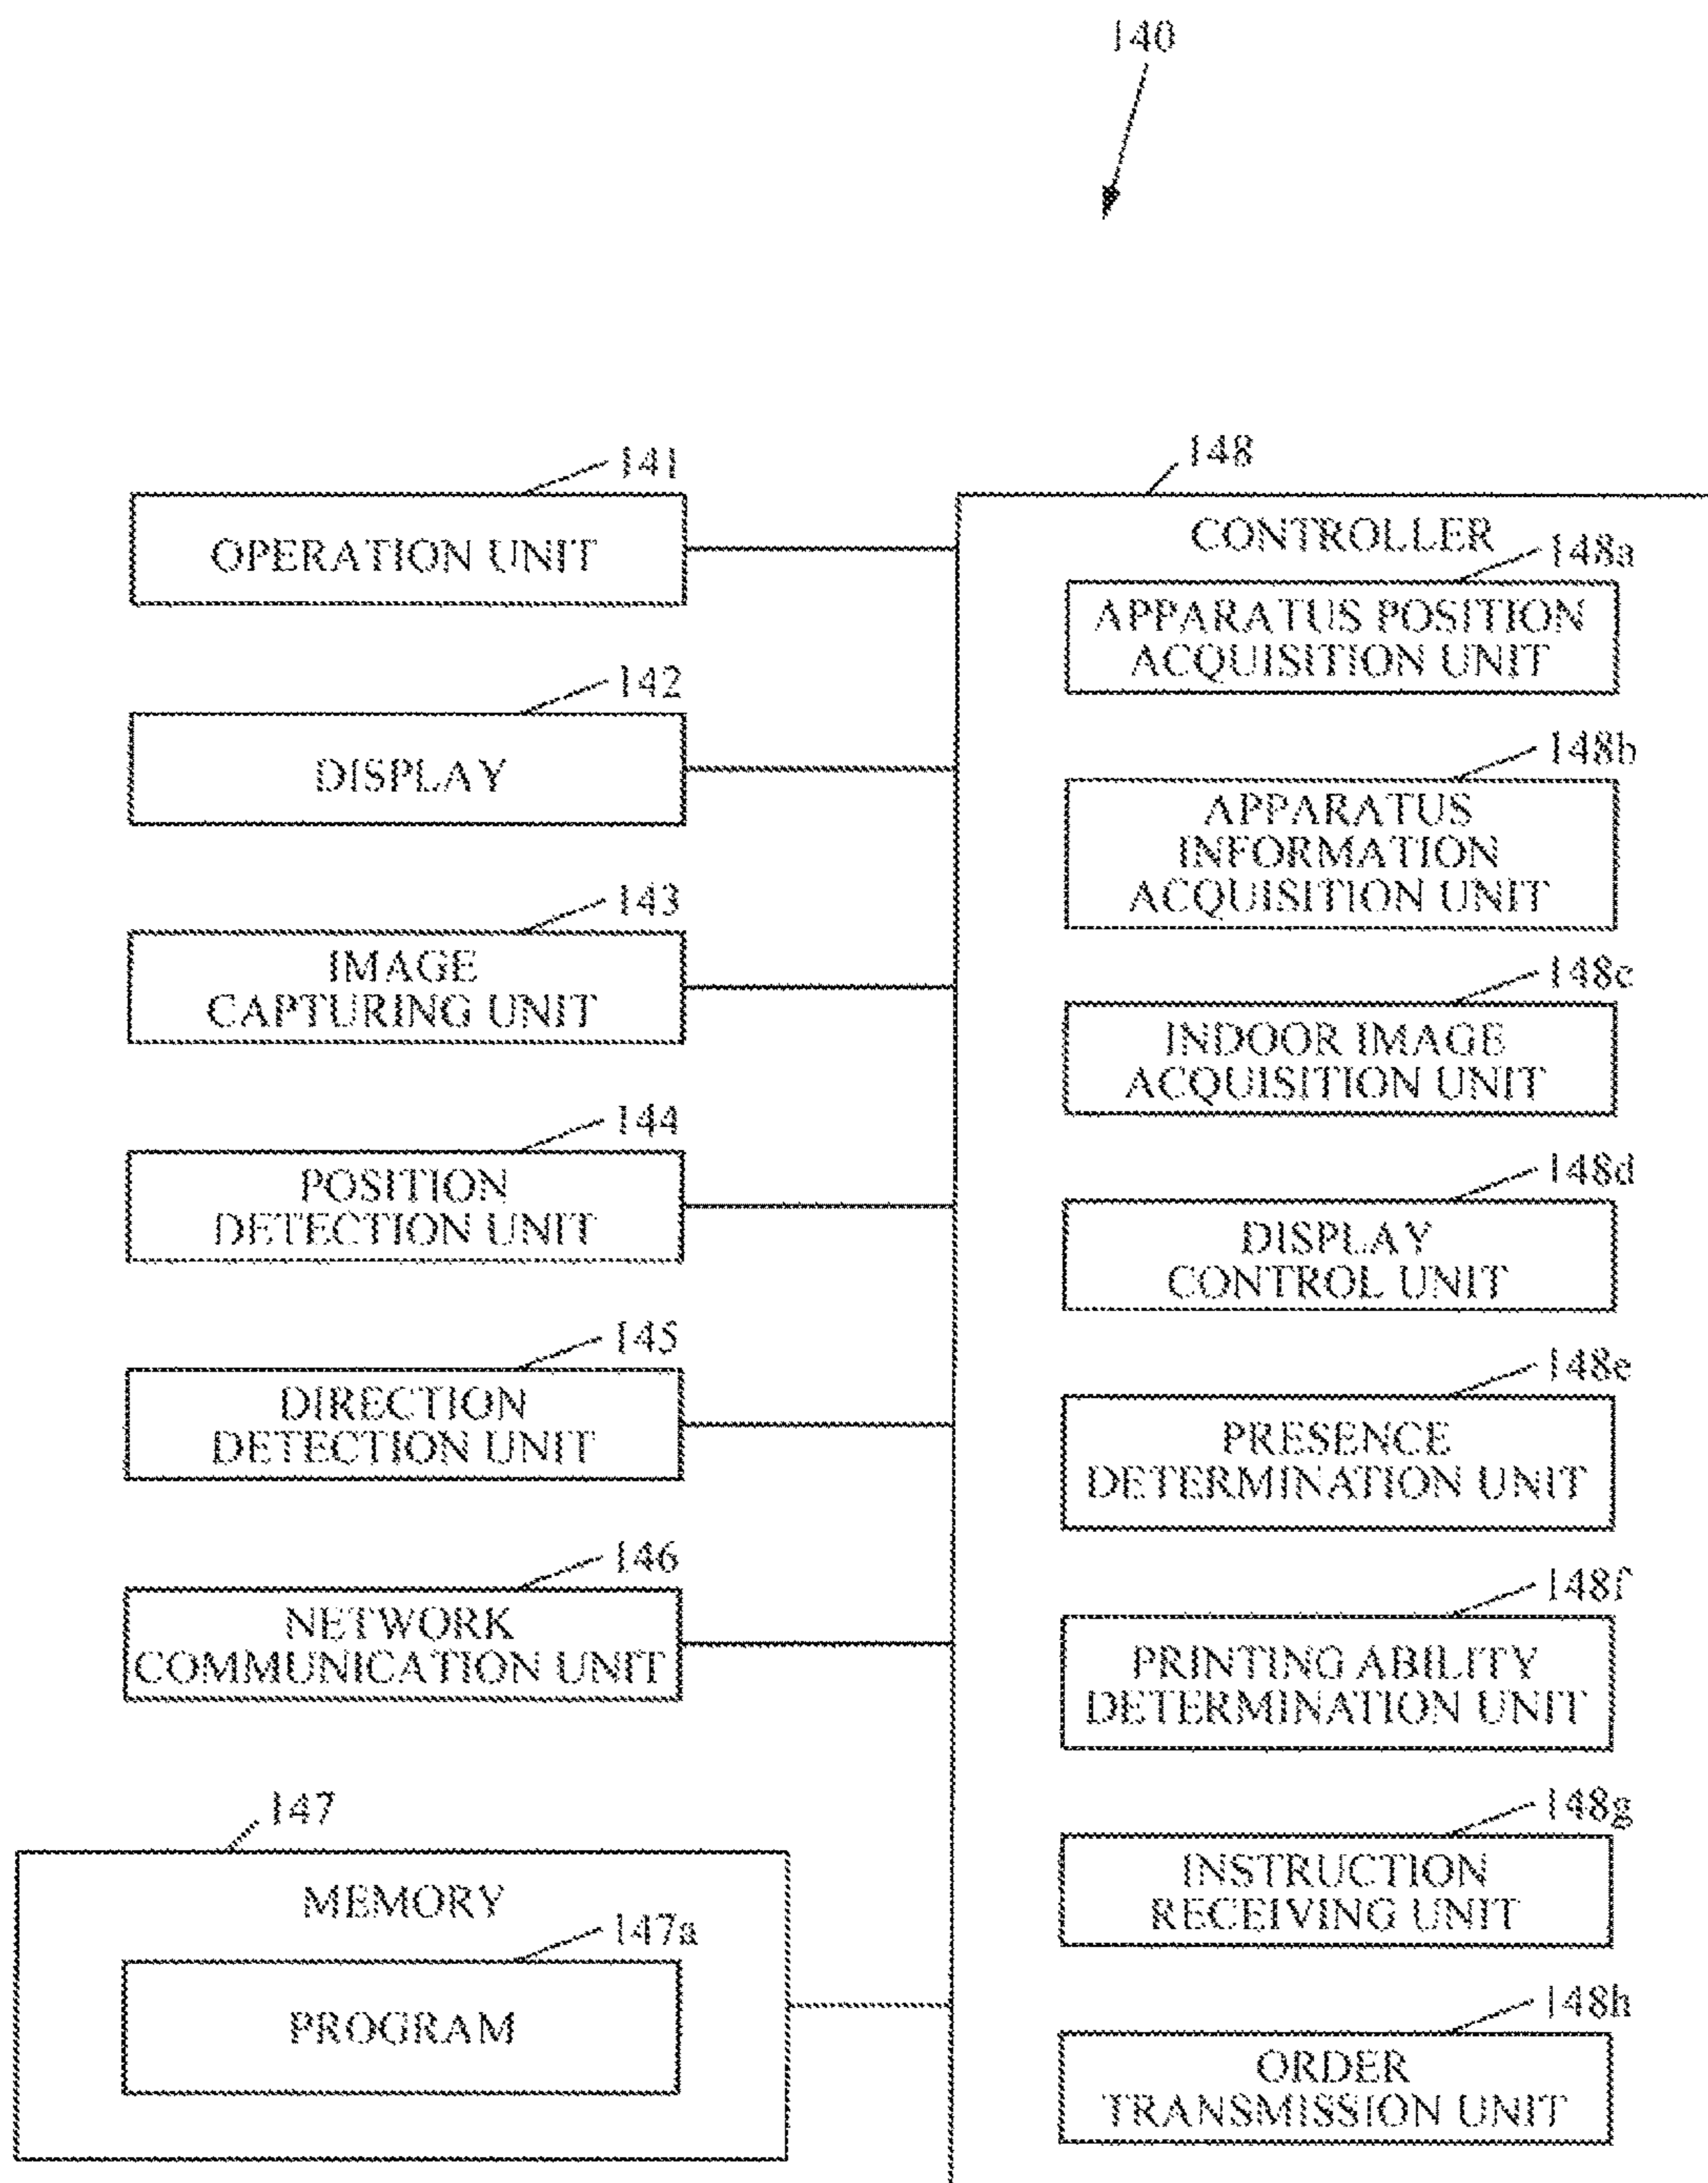 140
141
OPERATION UNIT
142
DISPLAY
143
IMAGE
CAPTURING UNIT
144
POSITION
DETECTION UNIT
145
DIRECTION
DETECTION UNIT
146
NETWORK
COMMUNICATION UNIT
147
MEMORY
147a
PROGRAM
148
CONTROLLER
148a
APPARATUS POSITION
ACQUISITION UNIT
148b
APPARATUS
INFORMATION
ACQUISITION UNIT
148c
INDOOR IMAGE
ACQUISITION UNIT
148d
DISPLAY
CONTROL UNIT
148e
PRESENCE
DETERMINATION UNIT
148f
PRINTING ABILITY
DETERMINATION UNIT
148g
INSTRUCTION
RECEIVING UNIT
148h
ORDER
TRANSMISSION UNIT